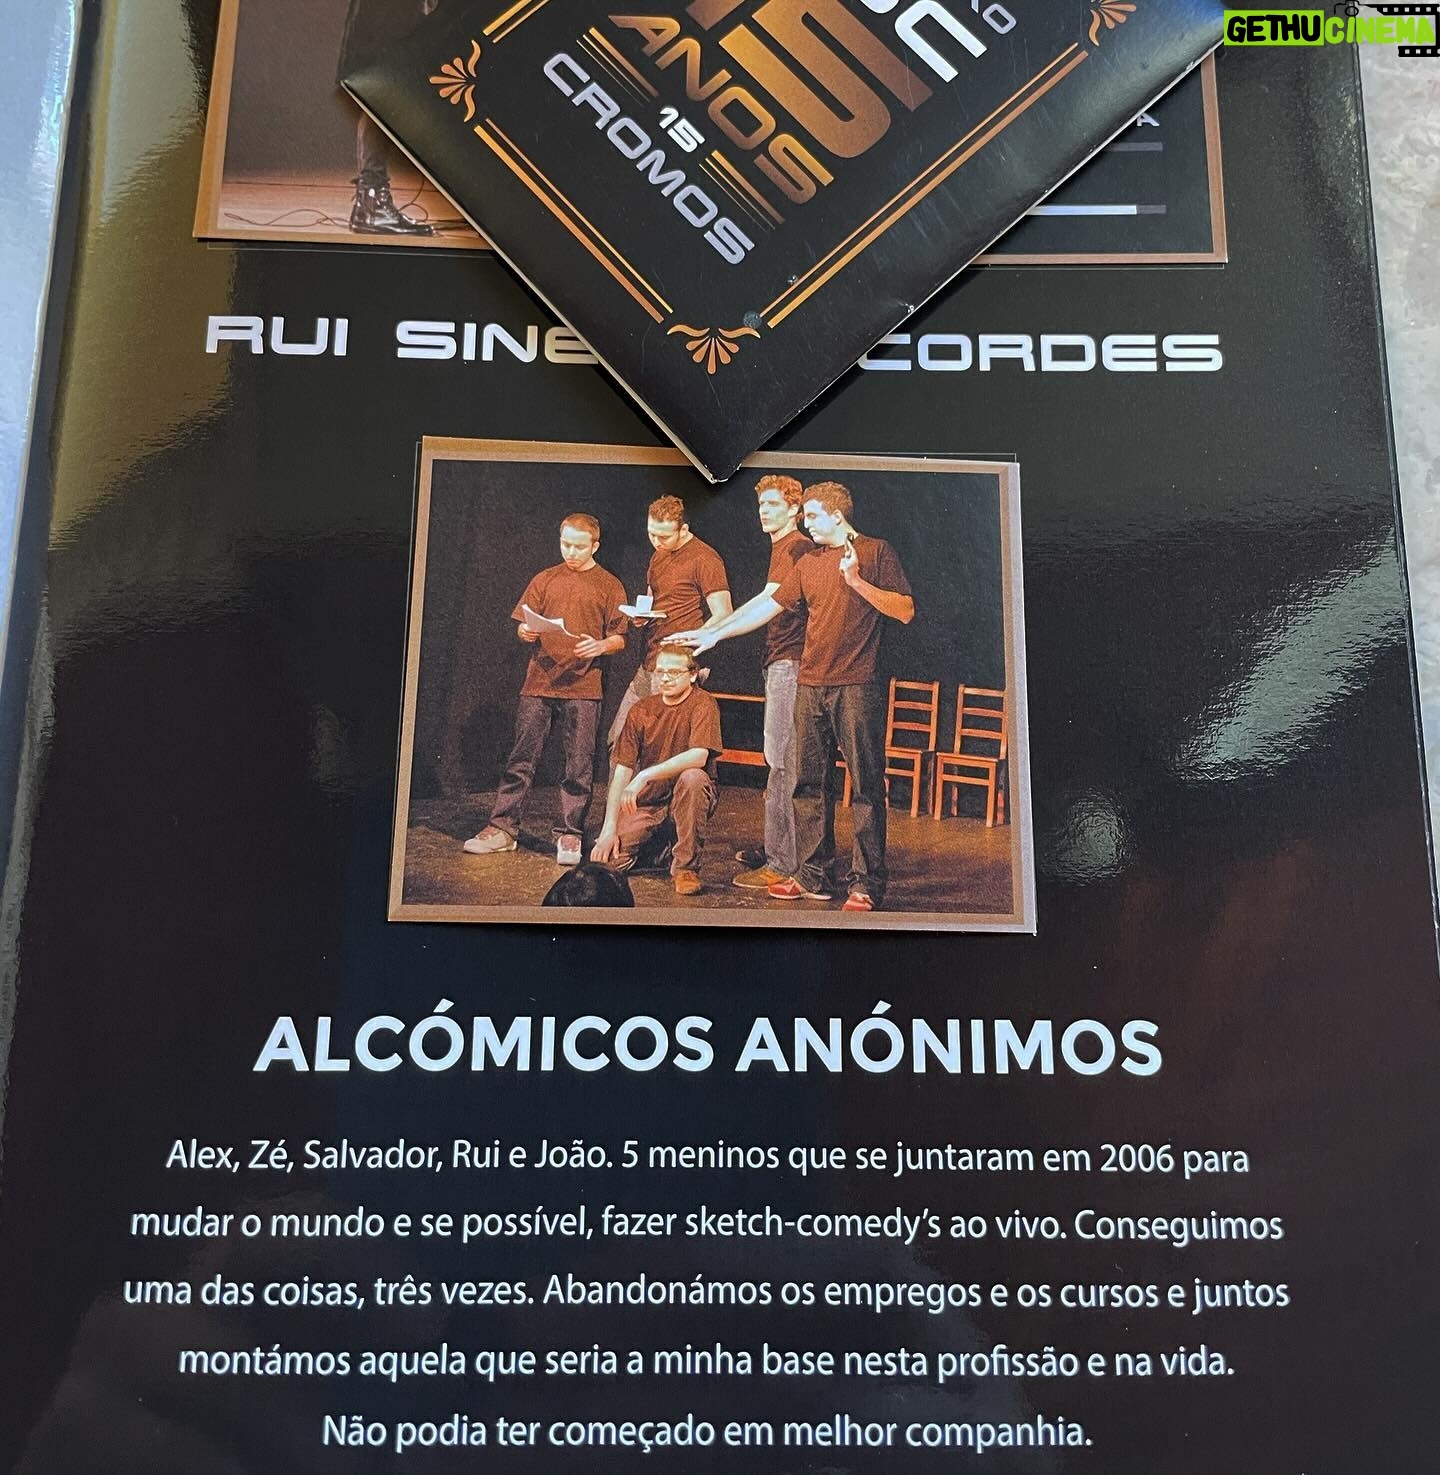 GETHUCINEMA
ANOS
15
CROMOS
RUI SINE CORDES
ALCÓMICOS ANÓNIMOS
Alex, Zé, Salvador, Rui e João. 5 meninos que se juntaram em 2006 para
mudar o mundo e se possível, fazer sketch-comedy’s ao vivo. Conseguimos
uma das coisas, três vezes. Abandonámos os empregos e os cursos e juntos
montámos aquela que seria a minha base nesta profissão e na vida.
Não podia ter começado em melhor companhia.